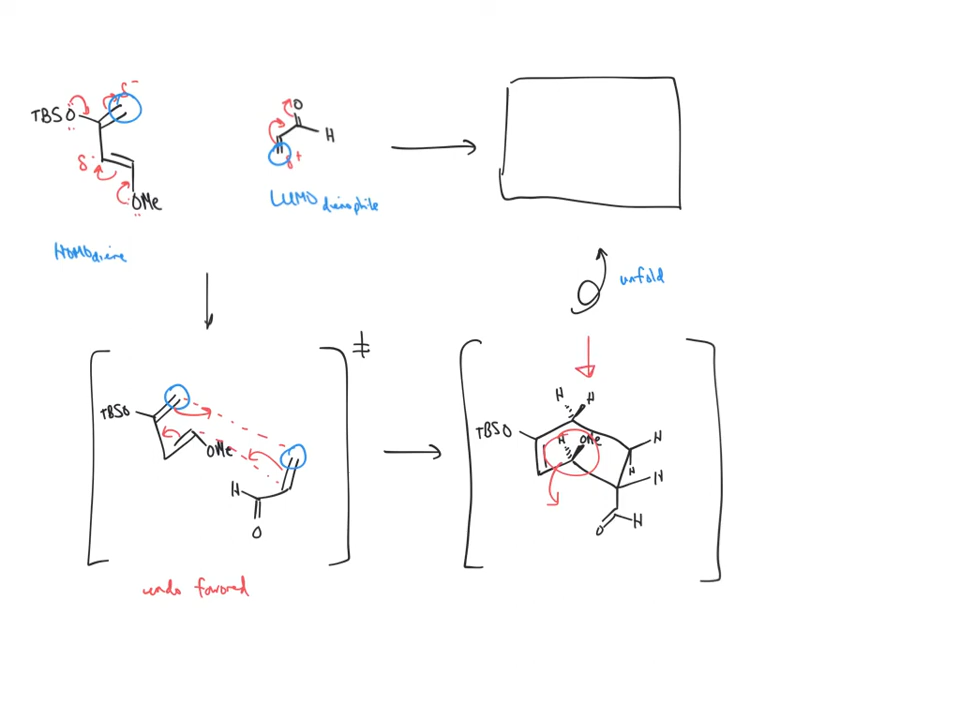 δ-
TBSO
O
H
δ-
δ+
OMe
LUMO dienophile
HOMO diene
unfold
‡
TBSO
OMe
H
O
H H
TBSO
H OMe H
H
H
H
O
endo favored